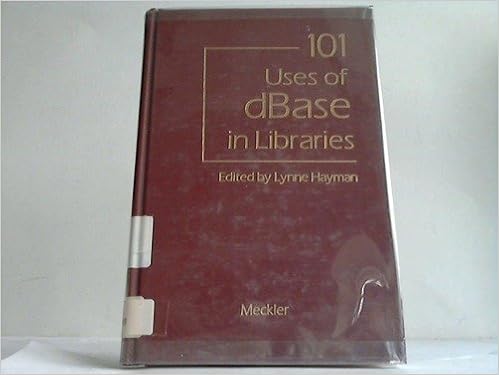 101
Uses of
dBase
in Libraries
Edited by Lynne Hayman
Meckler